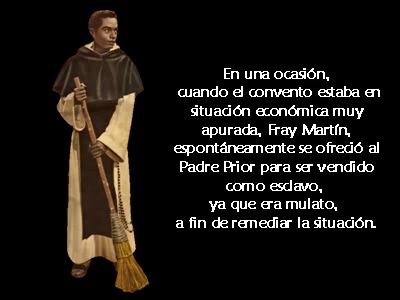 En una ocasión,
cuando el convento estaba en
situación económica muy
apurada, Fray Martín,
espontáneamente se ofreció al
Padre Prior para ser vendido
como esclavo,
ya que era mulato,
a fin de remediar la situación.